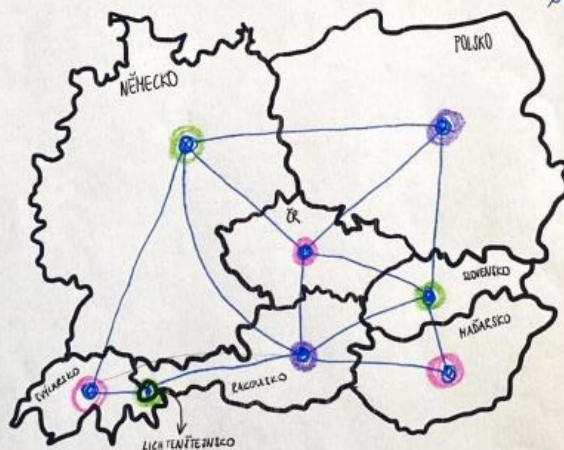 NĚMECKO
POLSKO
ČR
SLOVENSKO
MAĎARSKO
ŠVÝCARSKO
RAKOUSKO
LICHTENŠTEJNSKO